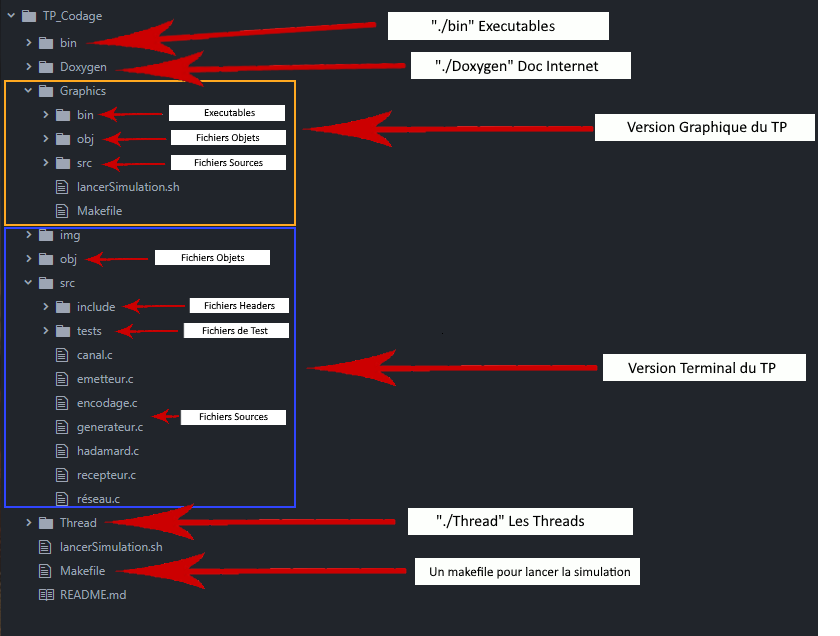 TP_Codage
"./bin" Executables
bin
Doxygen
"./Doxygen" Doc Internet
Graphics
bin
Executables
Version Graphique du TP
obj
Fichiers Objets
src
Fichiers Sources
lancerSimulation.sh
Makefile
img
obj
Fichiers Objets
src
include
Fichiers Headers
tests
Fichiers de Test
canal.c
Version Terminal du TP
emetteur.c
encodage.c
Fichiers Sources
generateur.c
hadamard.c
recepteur.c
réseau.c
Thread
"./Thread" Les Threads
lancerSimulation.sh
Makefile
Un makefile pour lancer la simulation
README.md